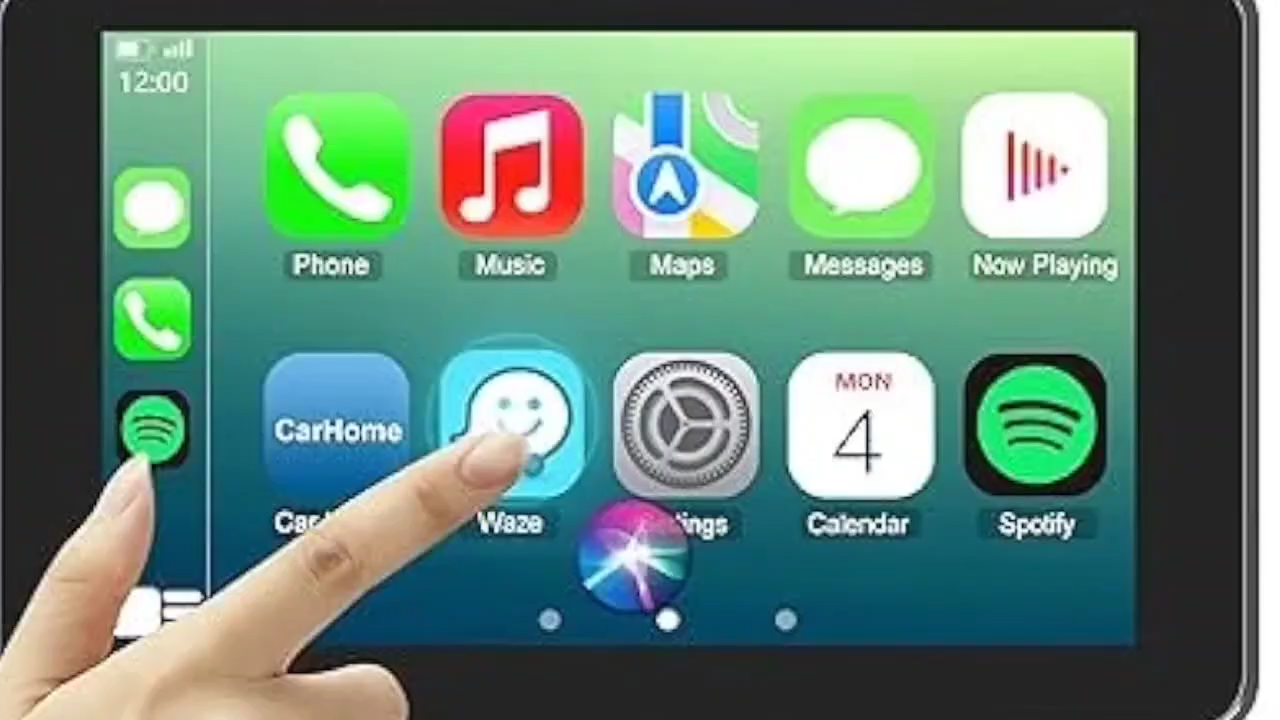 12:00
Phone
Music
Maps
Messages
Now Playing
CarHome
MON
4
Waze
Calendar
Spotify